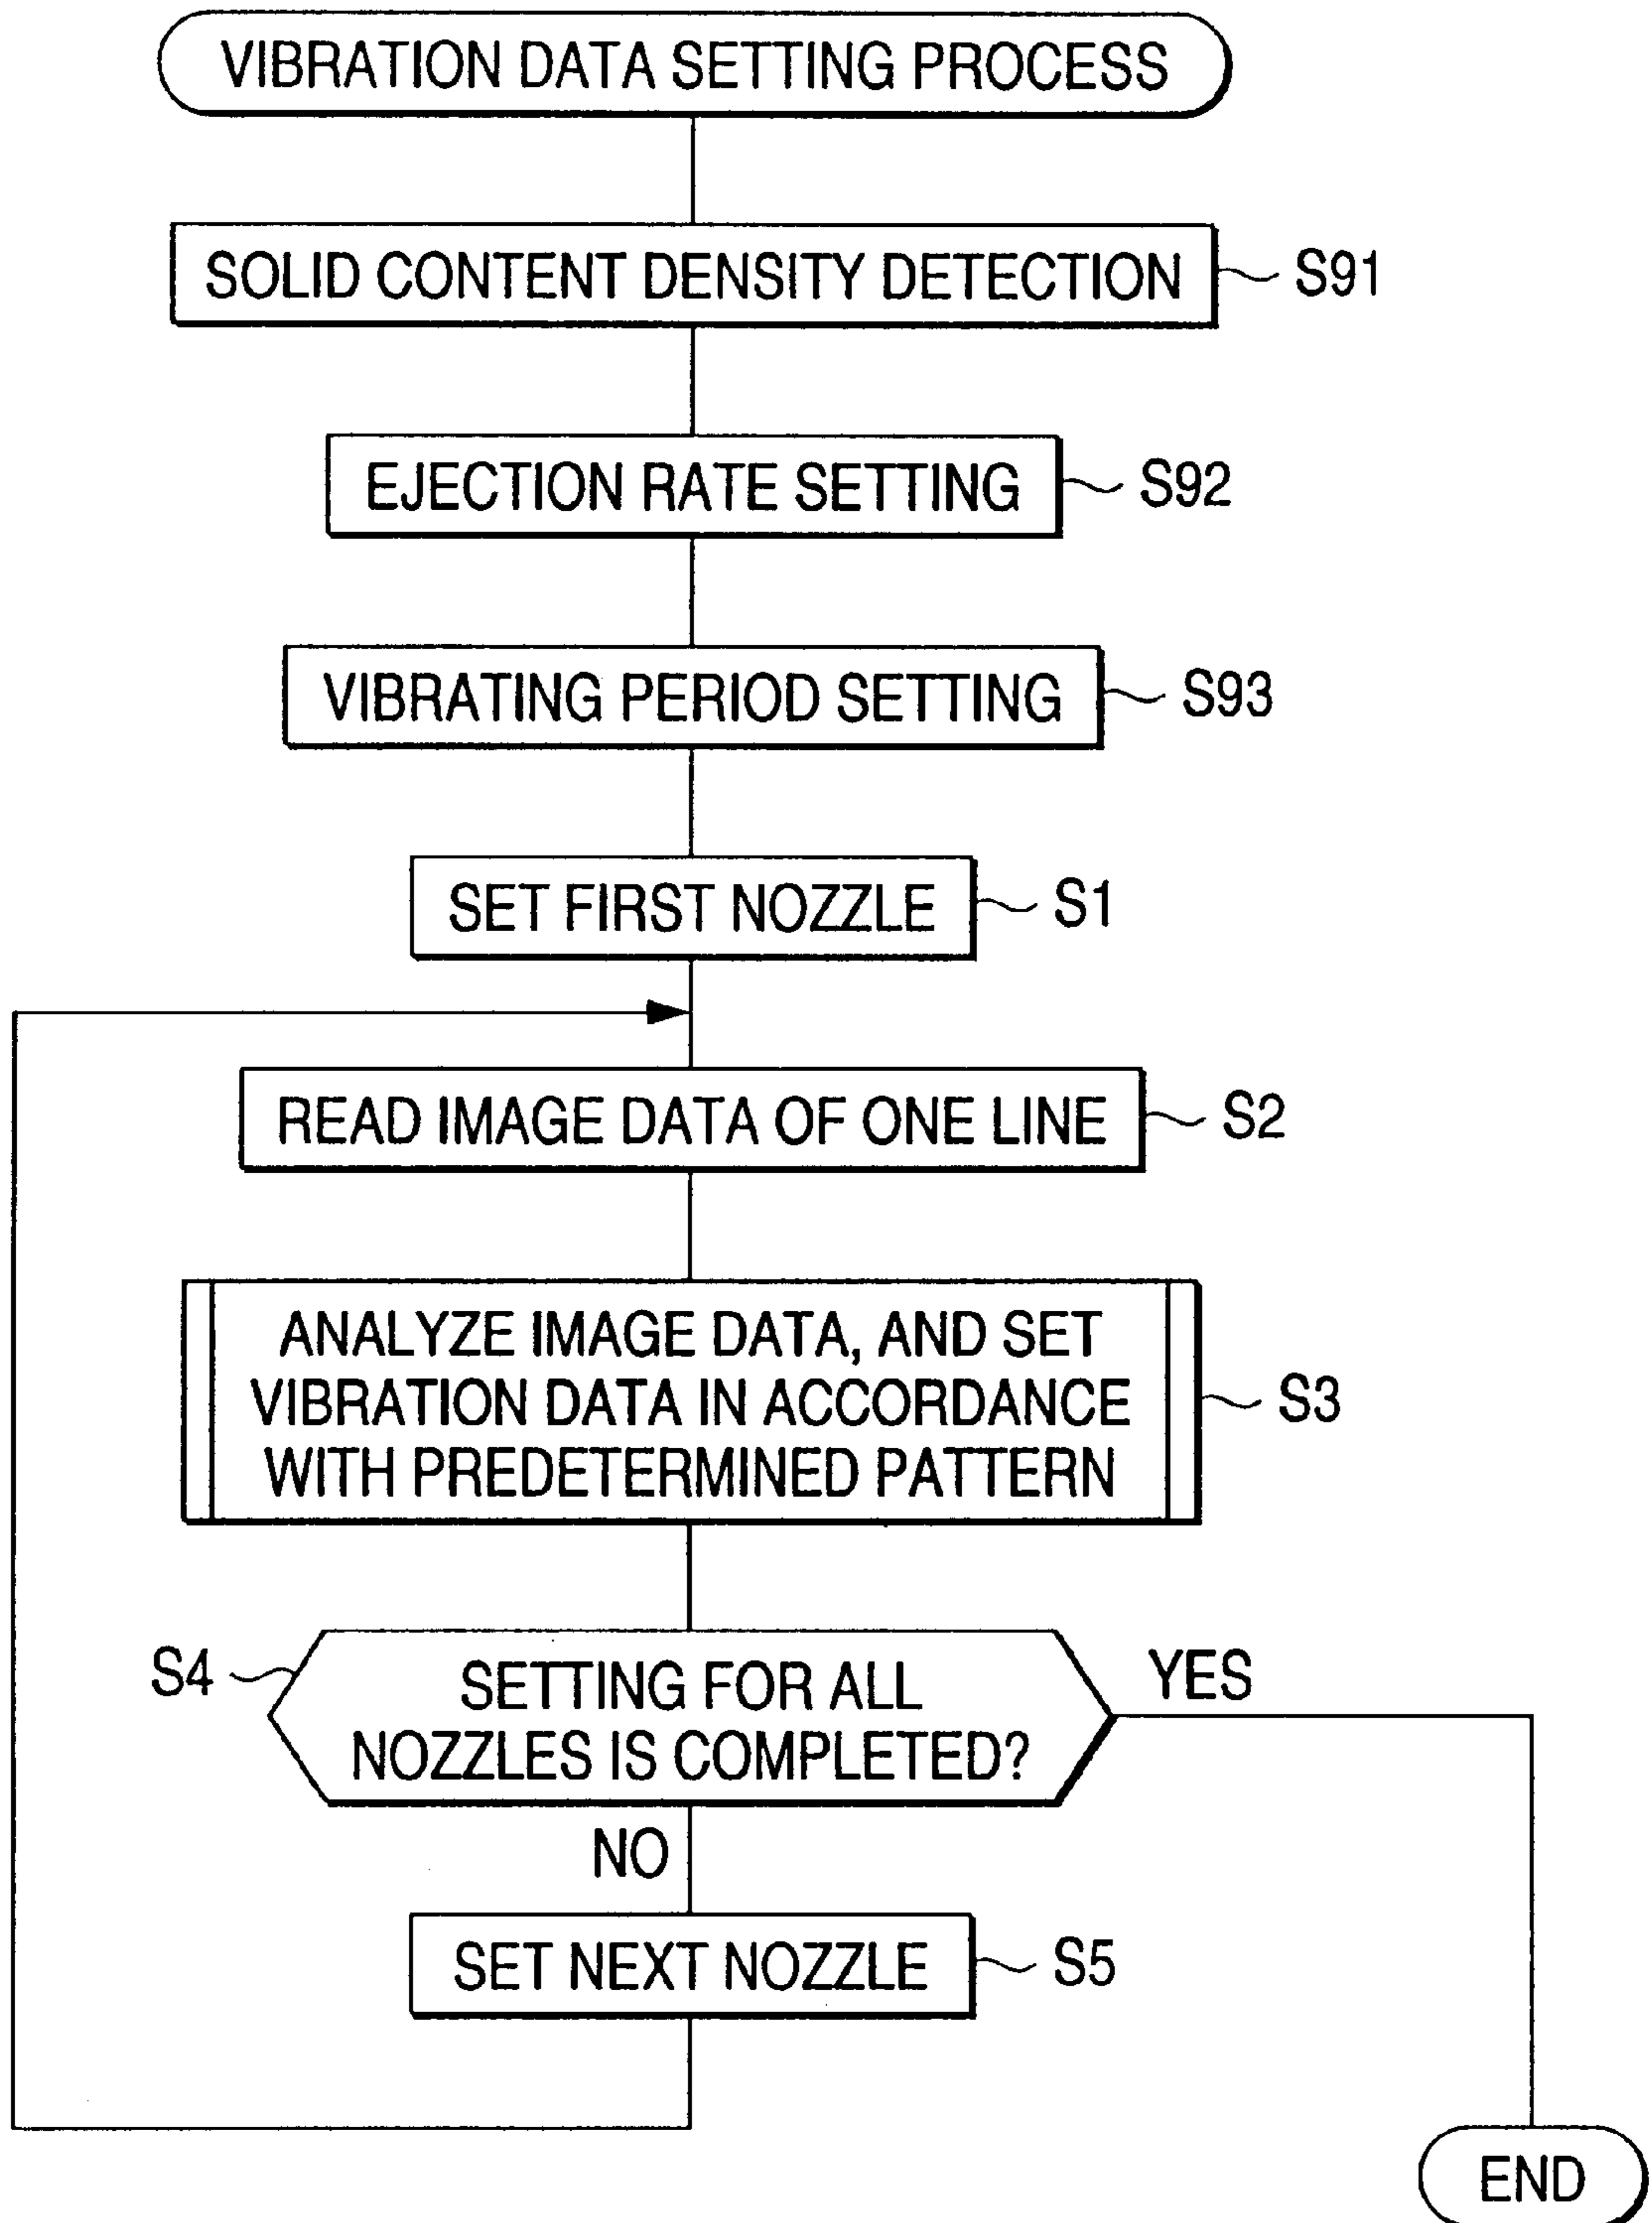 VIBRATION DATA SETTING PROCESS
SOLID CONTENT DENSITY DETECTION
S91
EJECTION RATE SETTING
S92
VIBRATING PERIOD SETTING
S93
SET FIRST NOZZLE
S1
READ IMAGE DATA OF ONE LINE
S2
ANALYZE IMAGE DATA, AND SET
VIBRATION DATA IN ACCORDANCE
WITH PREDETERMINED PATTERN
S3
S4
SETTING FOR ALL
NOZZLES IS COMPLETED?
YES
NO
SET NEXT NOZZLE
S5
END